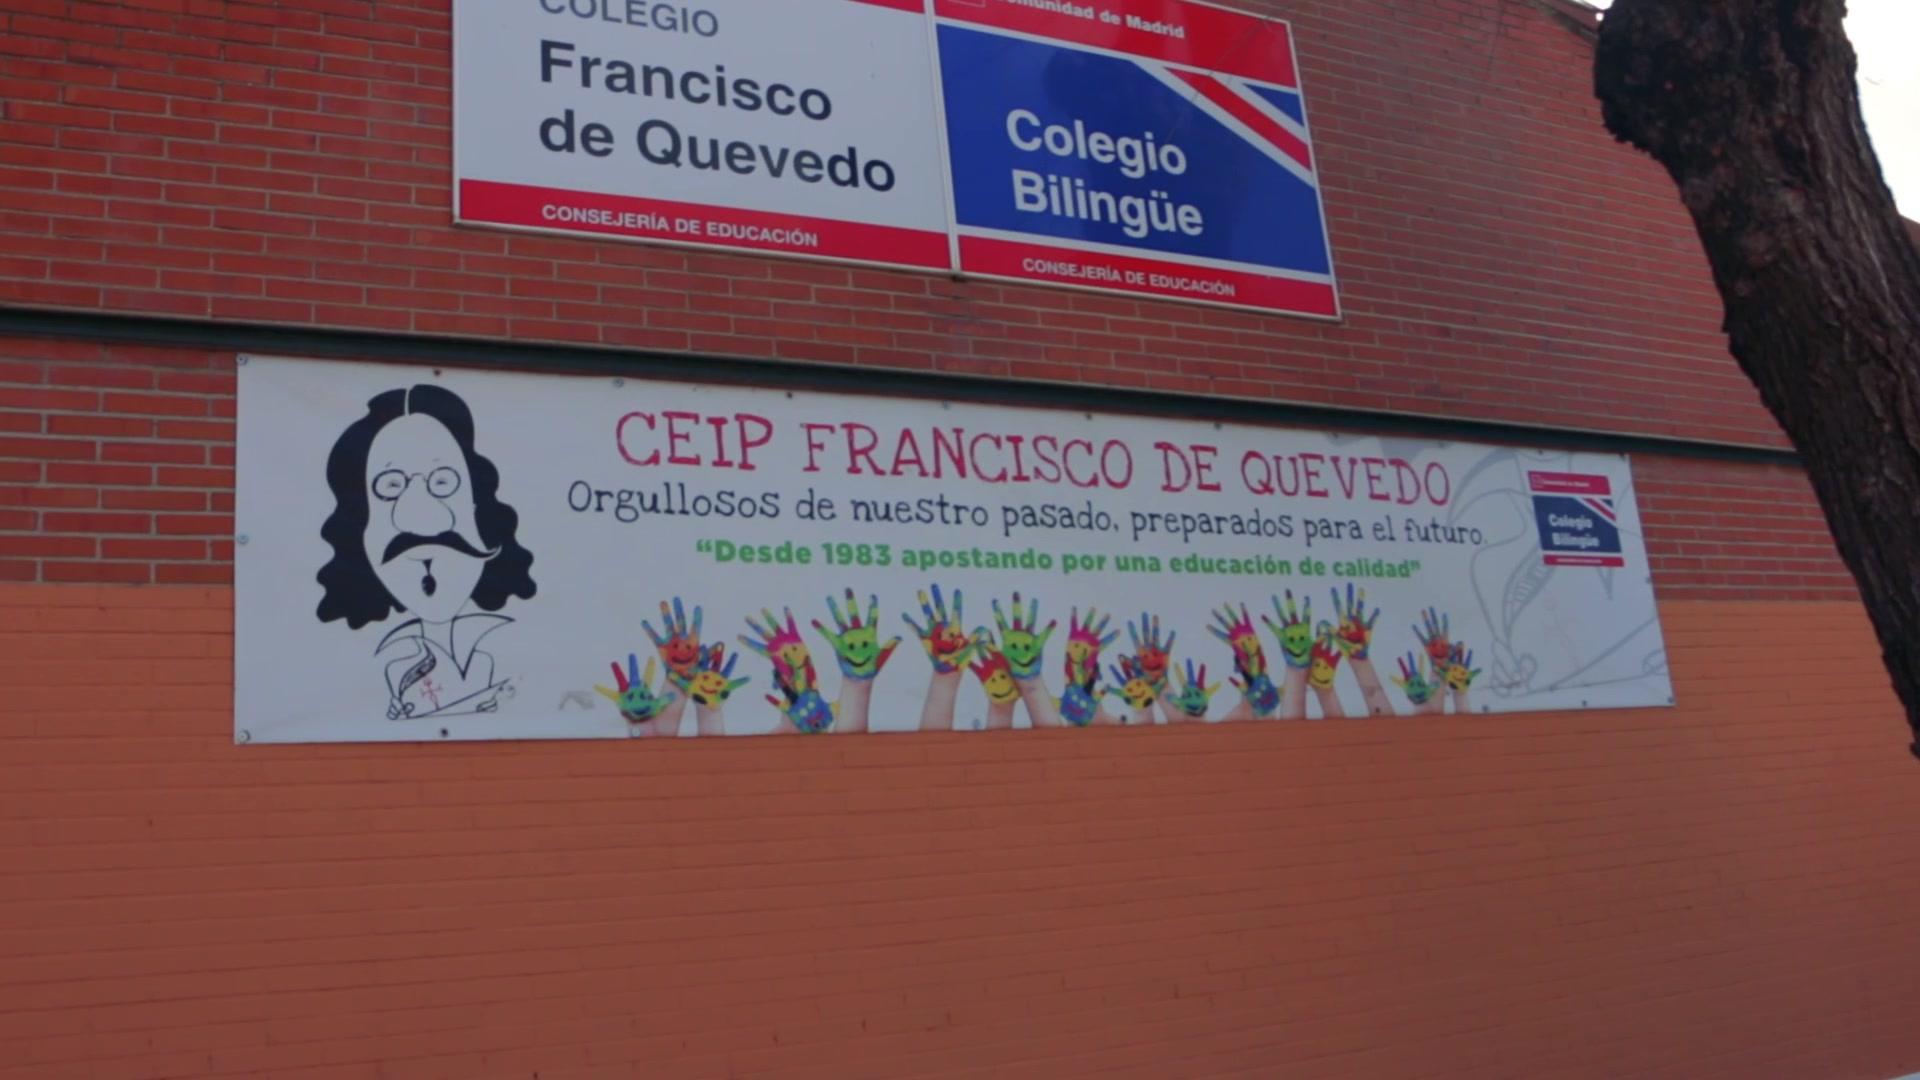 COLEGIO
Francisco
de Quevedo
CONSEJERÍA DE EDUCACIÓN
Comunidad de Madrid
Colegio
Bilingüe
CONSEJERÍA DE EDUCACIÓN
CEIP FRANCISCO DE QUEVEDO
Orgullosos de nuestro pasado, preparados para el futuro.
“Desde 1983 apostando por una educación de calidad”
Colegio
Bilingüe